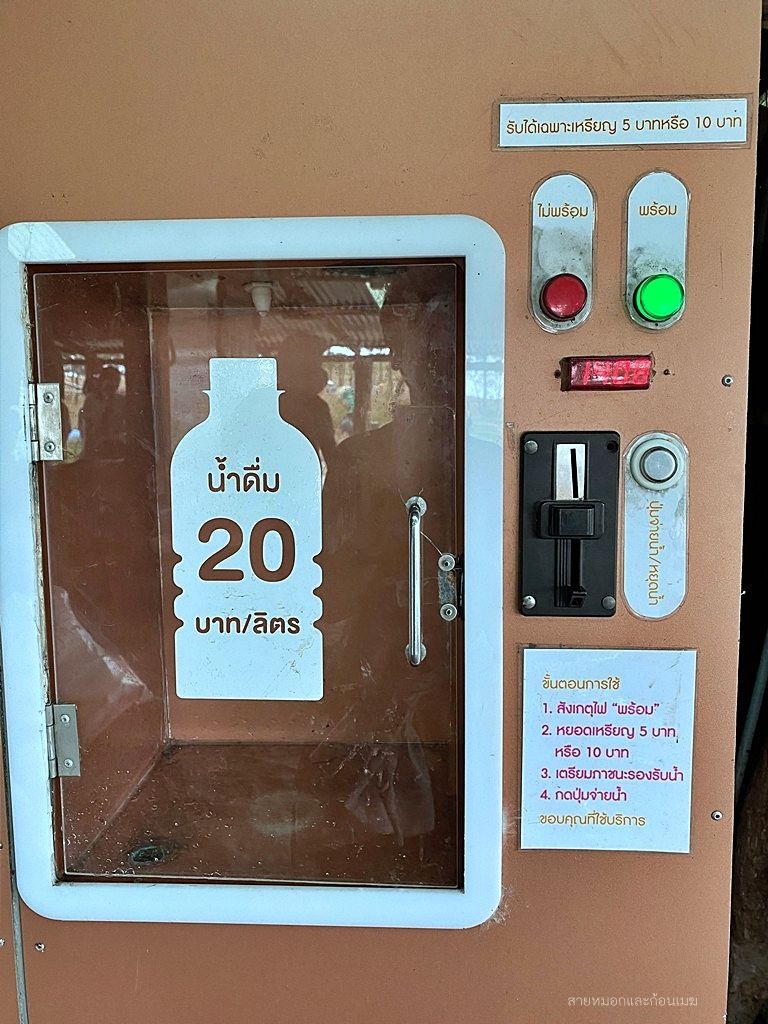 รับได้เฉพาะเหรียญ 5 บาทหรือ 10 บาท
ไม่พร้อม
พร้อม
น้ำดื่ม
20
บาท/ลิตร
ปุ่มจ่ายน้ำ/หยุดน้ำ
ขั้นตอนการใช้
1. สังเกตุไฟ “พร้อม”
2. หยอดเหรียญ 5 บาท
หรือ 10 บาท
3. เตรียมภาชนะรองรับน้ำ
4. กดปุ่มจ่ายน้ำ
ขอบคุณที่ใช้บริการ
สายหมอกและก้อนเมฆ